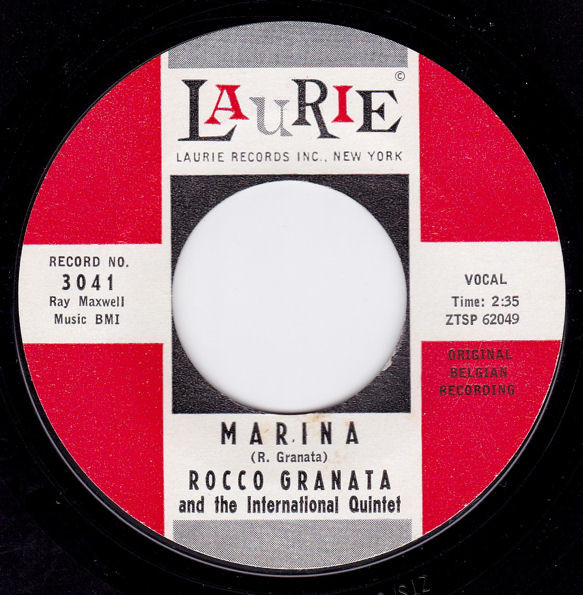 LAURIE ©
LAURIE RECORDS INC., NEW YORK
RECORD NO.
3041
Ray Maxwell
Music BMI
VOCAL
Time: 2:35
ZTSP 62049
ORIGINAL
BELGIAN
RECORDING
MARINA
(R. Granata)
ROCCO GRANATA
and the International Quintet